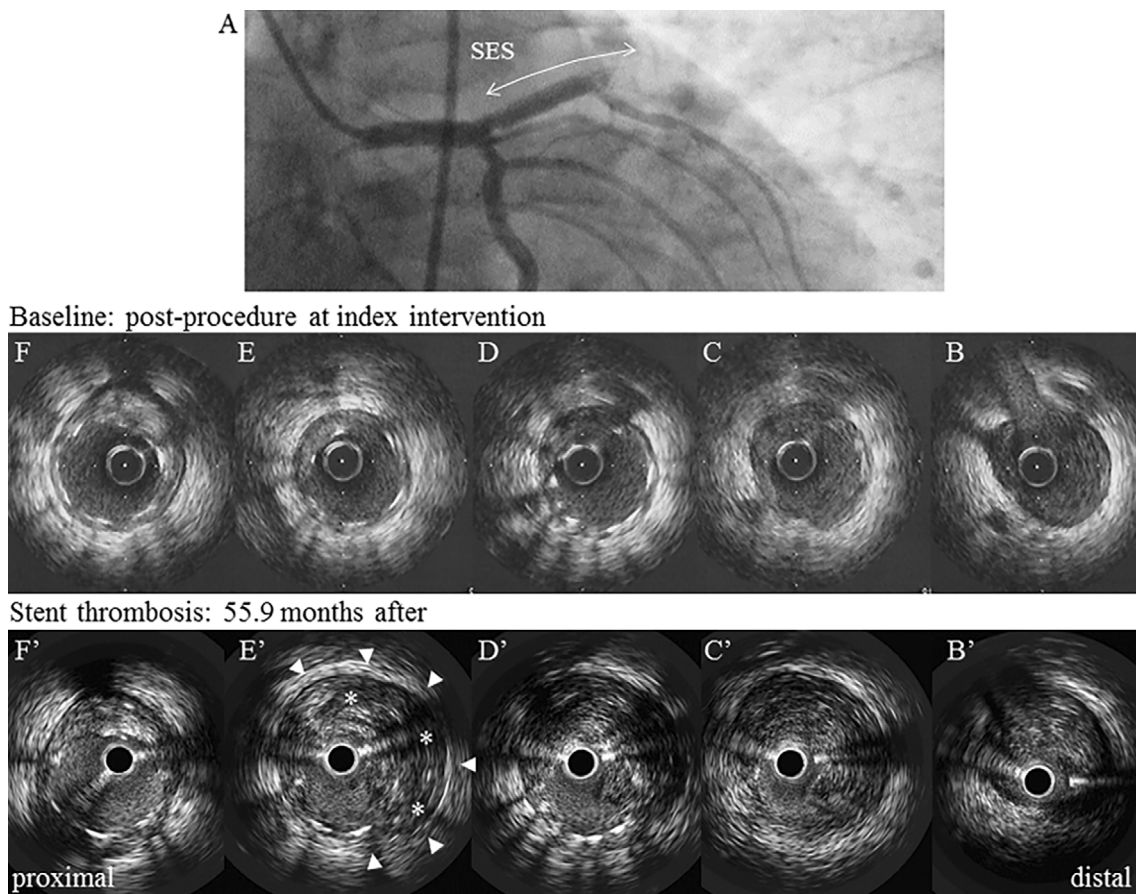 A
SES
Baseline: post-procedure at index intervention
F E D C B
Stent thrombosis: 55.9 months after
F’ E’ D’ C’ B’
* * *
proximal distal